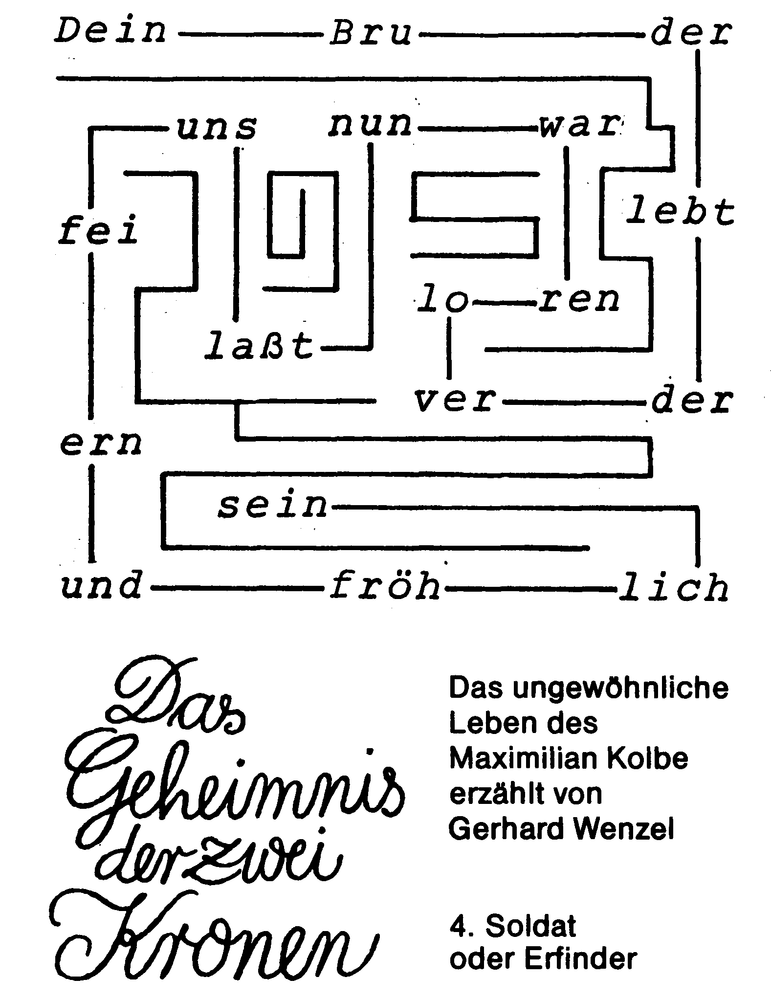 Dein Bru der
uns nun war
lebt
fei
lo ren
laßt
ver der
ern
sein
und fröh lich
Das
Geheimnis
der zwei
Kronen
Das ungewöhnliche
Leben des
Maximilian Kolbe
erzählt von
Gerhard Wenzel
4. Soldat
oder Erfinder